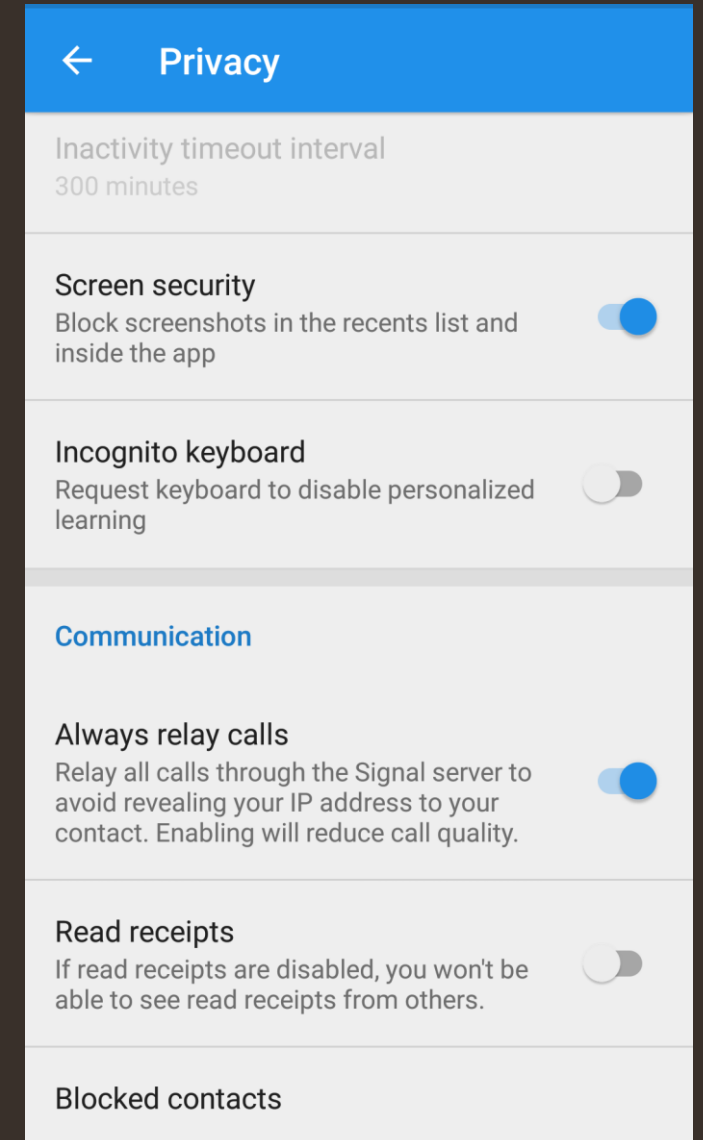 Privacy
Inactivity timeout interval
300 minutes
Screen security
Block screenshots in the recents list and
inside the app
Incognito keyboard
Request keyboard to disable personalized
learning
Communication
Always relay calls
Relay all calls through the Signal server to
avoid revealing your IP address to your
contact. Enabling will reduce call quality.
Read receipts
If read receipts are disabled, you won't be
able to see read receipts from others.
Blocked contacts